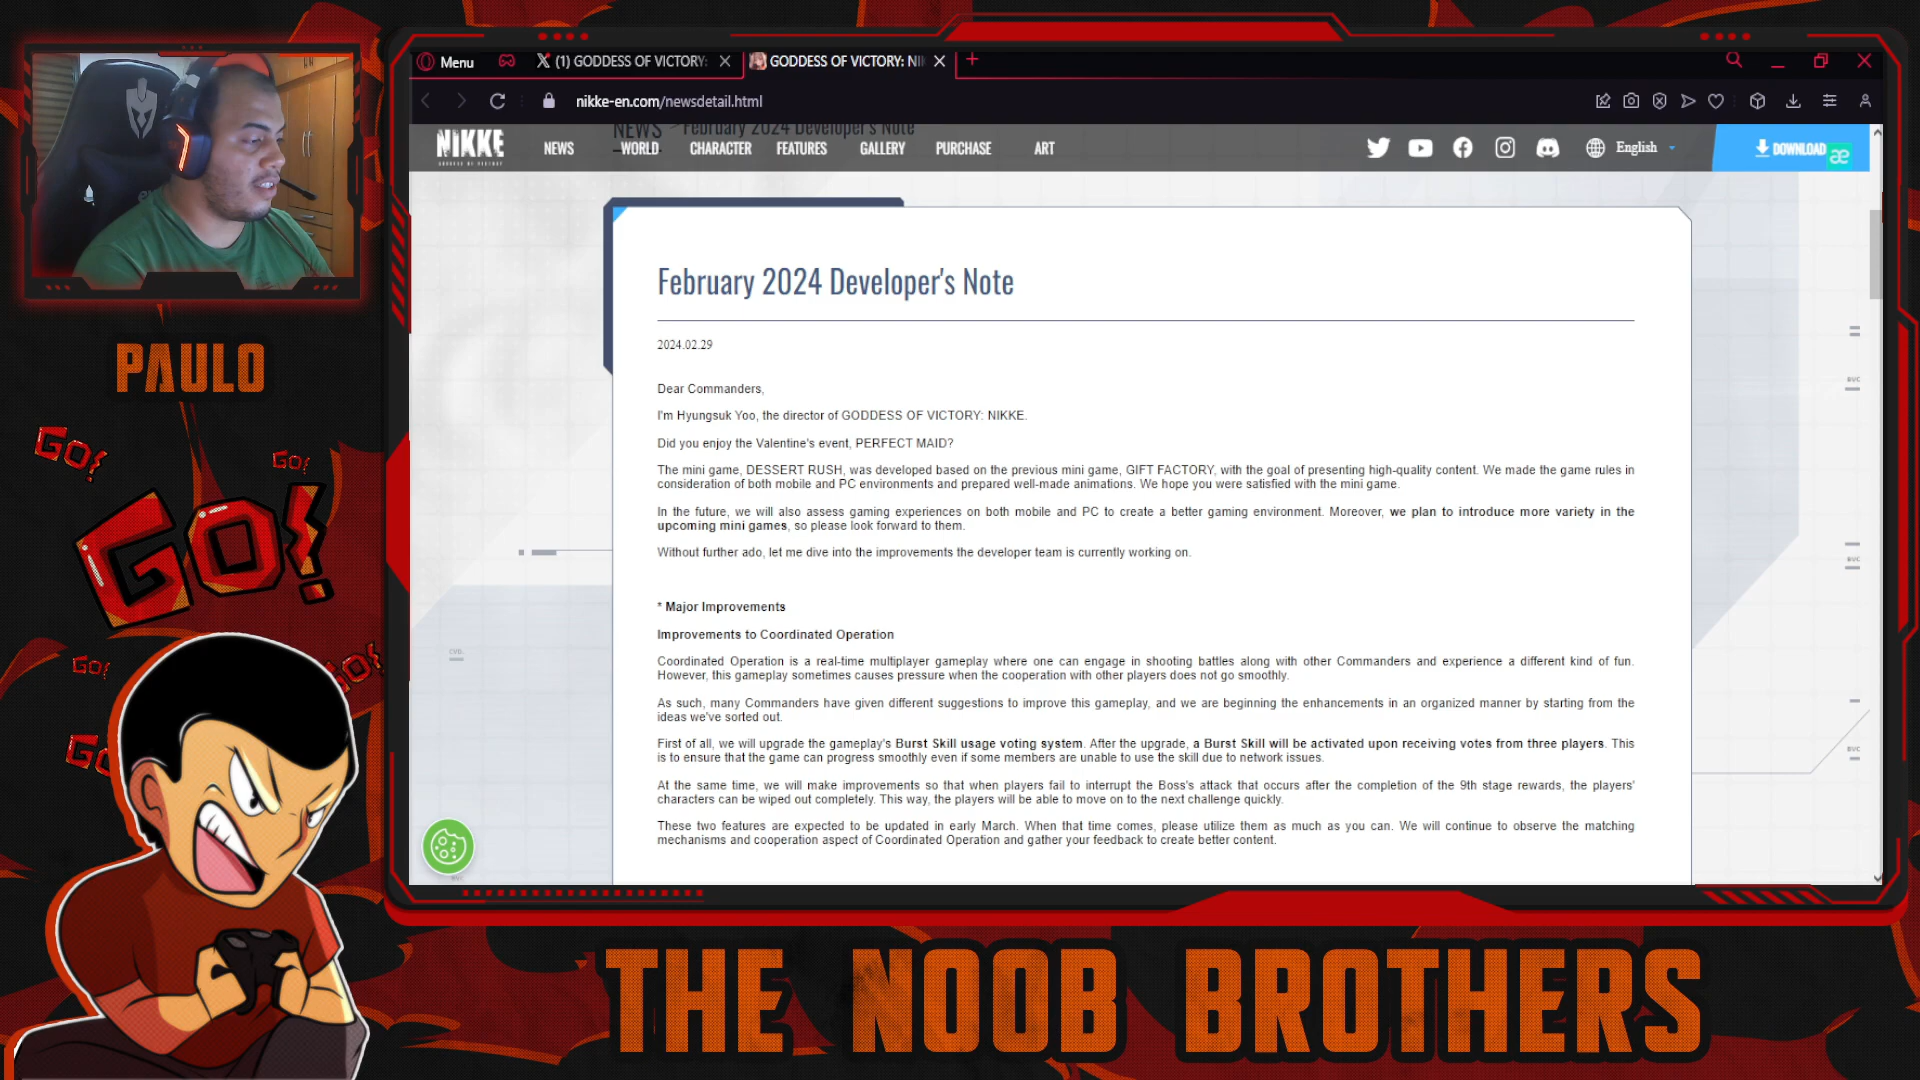 Menu
(1) GODDESS OF VICTORY:
GODDESS OF VICTORY: NI
nikke-en.com/newsdetail.html
NEWS > February 2024 Developer's Note
NIKKE
NEWS
WORLD
CHARACTER
FEATURES
GALLERY
PURCHASE
ART
English
DOWNLOAD
February 2024 Developer's Note
2024.02.29
Dear Commanders,
I'm Hyungsuk Yoo, the director of GODDESS OF VICTORY: NIKKE.
Did you enjoy the Valentine's event, PERFECT MAID?
The mini game, DESSERT RUSH, was developed based on the previous mini game, GIFT FACTORY, with the goal of presenting high-quality content. We made the game rules in
consideration of both mobile and PC environments and prepared well-made animations. We hope you were satisfied with the mini game.
In the future, we will also assess gaming experiences on both mobile and PC to create a better gaming environment. Moreover, we plan to introduce more variety in the
upcoming mini games, so please look forward to them.
Without further ado, let me dive into the improvements the developer team is currently working on.
* Major Improvements
Improvements to Coordinated Operation
Coordinated Operation is a real-time multiplayer gameplay where one can engage in shooting battles along with other Commanders and experience a different kind of fun.
However, this gameplay sometimes causes pressure when the cooperation with other players does not go smoothly.
As such, many Commanders have given different suggestions to improve this gameplay, and we are beginning the enhancements in an organized manner by starting from the
ideas we've sorted out.
First of all, we will upgrade the gameplay's Burst Skill usage voting system. After the upgrade, a Burst Skill will be activated upon receiving votes from three players. This
is to ensure that the game can progress smoothly even if some members are unable to use the skill due to network issues.
At the same time, we will make improvements so that when players fail to interrupt the Boss's attack that occurs after the completion of the 9th stage rewards, the players'
characters can be wiped out completely. This way, the players will be able to move on to the next challenge quickly.
These two features are expected to be updated in early March. When that time comes, please utilize them as much as you can. We will continue to observe the matching
mechanisms and cooperation aspect of Coordinated Operation and gather your feedback to create better content.
PAULO
GO!
GO!
GO!
GO!
GO!
THE NOOB BROTHERS